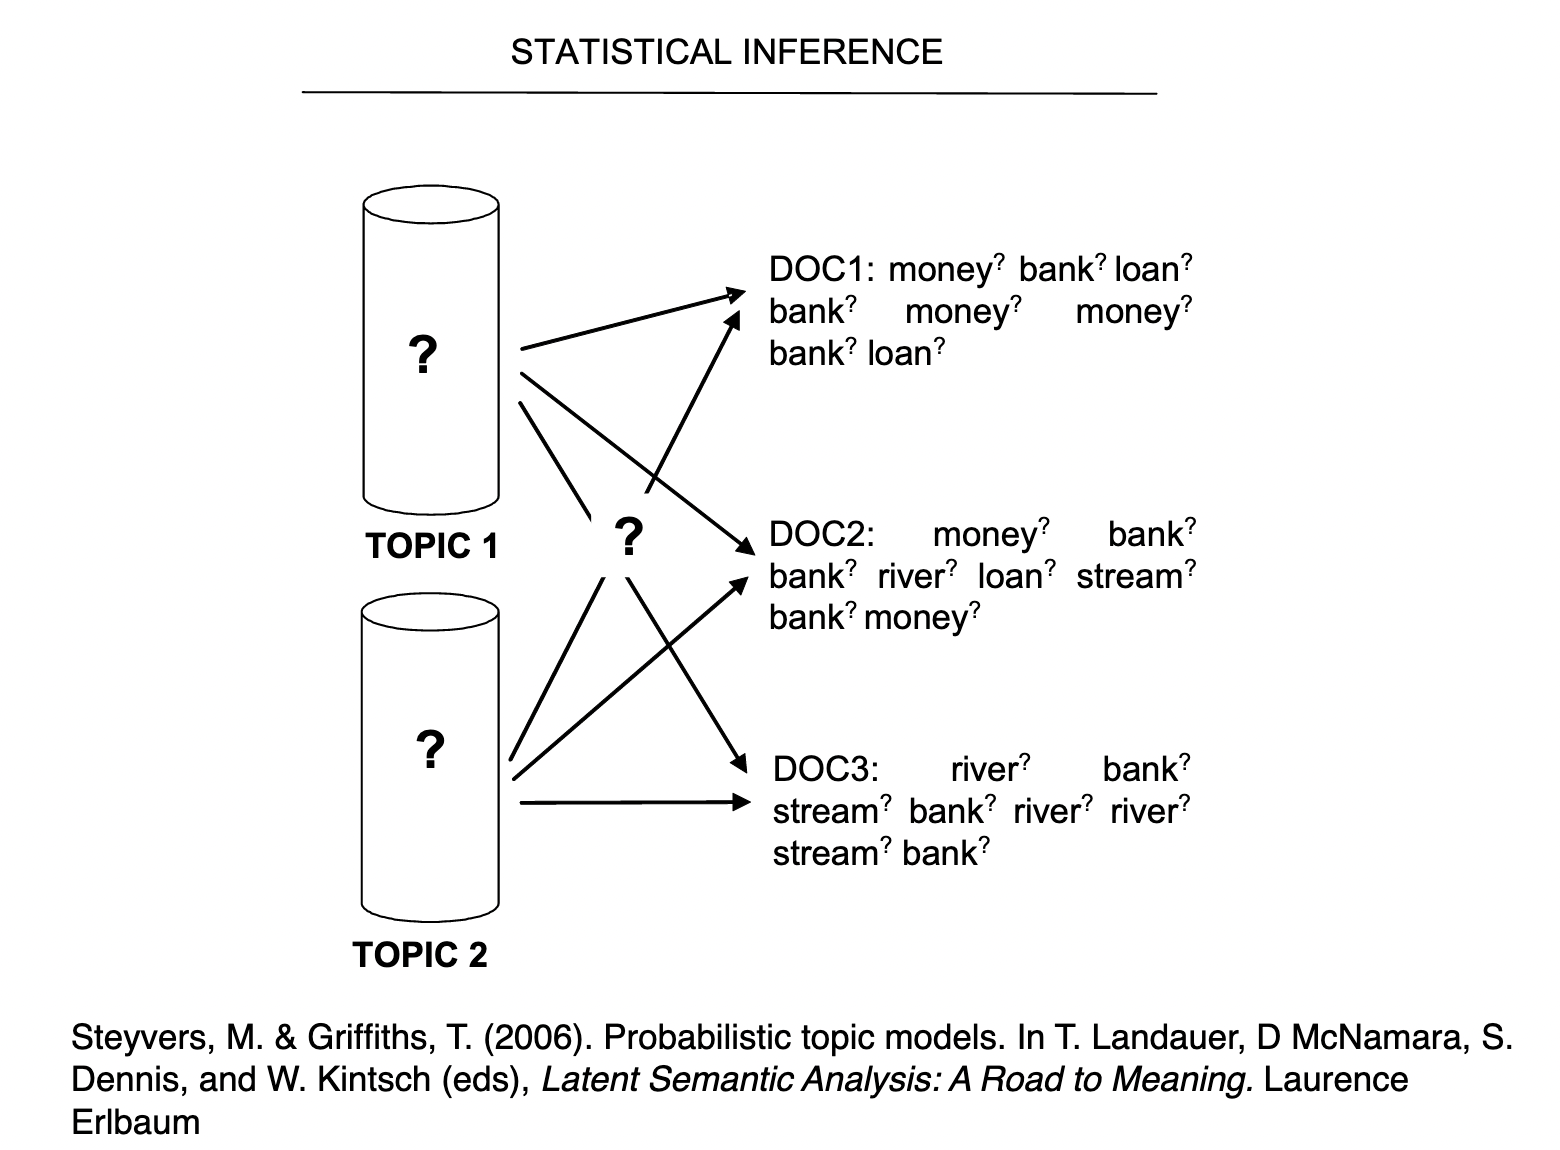 STATISTICAL INFERENCE
?
TOPIC 1
?
TOPIC 2
?
DOC1: money? bank? loan?
bank? money? money?
bank? loan?
DOC2: money? bank?
bank? river? loan? stream?
bank? money?
DOC3: river? bank?
stream? bank? river? river?
stream? bank?
Steyvers, M. & Griffiths, T. (2006). Probabilistic topic models. In T. Landauer, D McNamara, S.
Dennis, and W. Kintsch (eds), Latent Semantic Analysis: A Road to Meaning. Laurence
Erlbaum